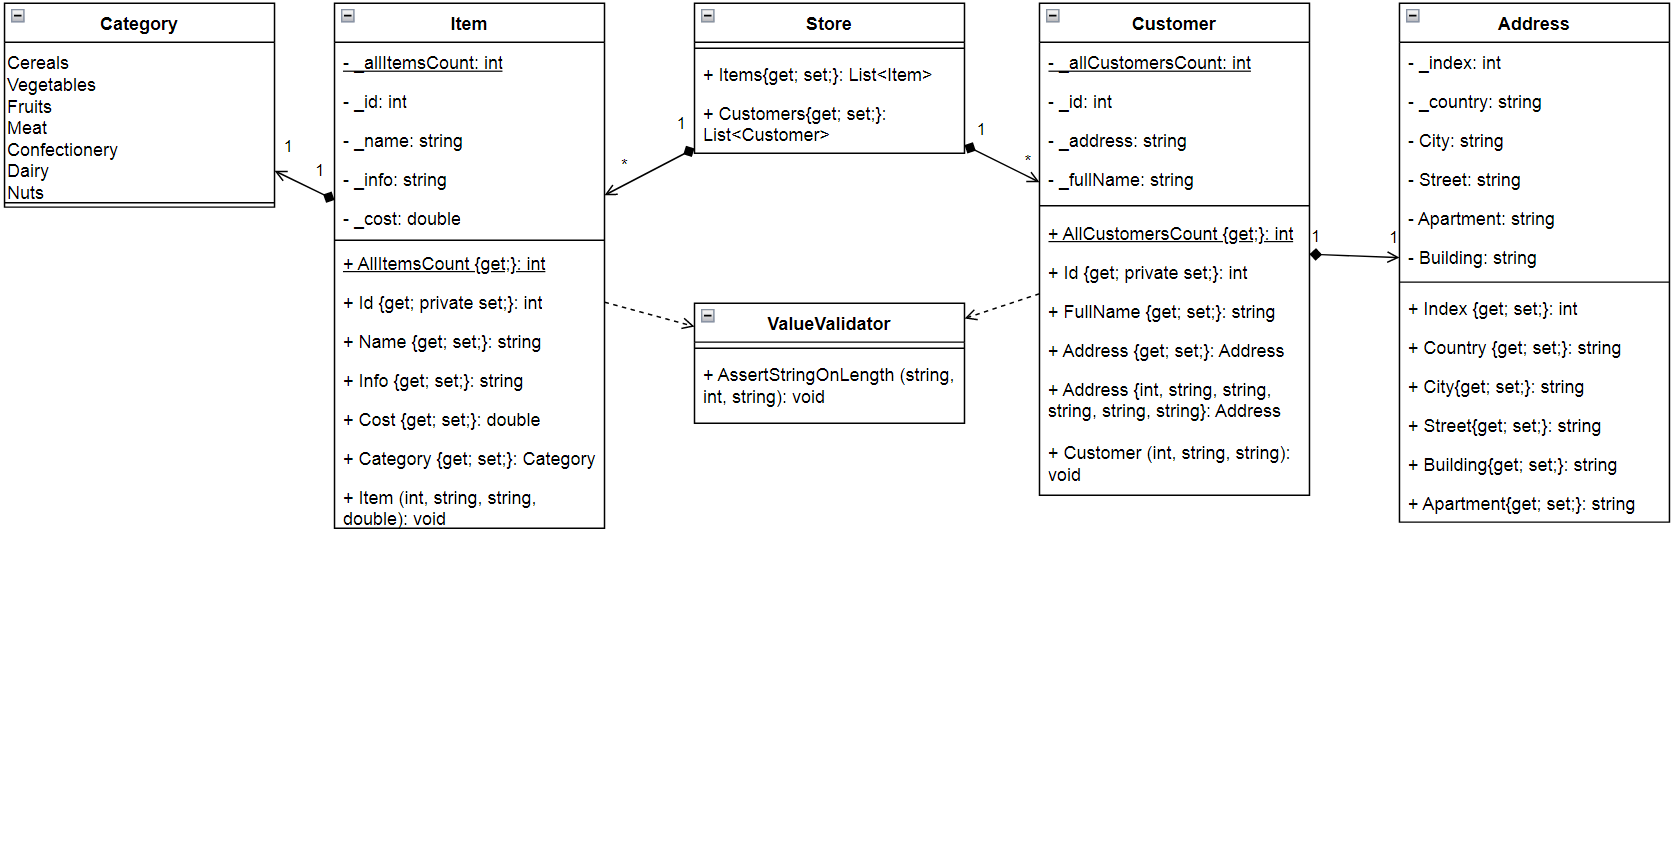 Category
Cereals
Vegetables
Fruits
Meat
Confectionery
Dairy
Nuts
1
1
Item
- _allItemsCount: int
- _id: int
- _name: string
- _info: string
- _cost: double
+ AllItemsCount {get;}: int
+ Id {get; private set;}: int
+ Name {get; set;}: string
+ Info {get; set;}: string
+ Cost {get; set;}: double
+ Category {get; set;}: Category
+ Item (int, string, string,
double): void
*
1
Store
+ Items{get; set;}: List<Item>
+ Customers{get; set;}:
List<Customer>
1
*
ValueValidator
+ AssertStringOnLength (string,
int, string): void
Customer
- _allCustomersCount: int
- _id: int
- _address: string
- _fullName: string
+ AllCustomersCount {get;}: int
+ Id {get; private set;}: int
+ FullName {get; set;}: string
+ Address {get; set;}: Address
+ Address {int, string, string,
string, string, string}: Address
+ Customer (int, string, string):
void
1
1
Address
- _index: int
- _country: string
- City: string
- Street: string
- Apartment: string
- Building: string
+ Index {get; set;}: int
+ Country {get; set;}: string
+ City{get; set;}: string
+ Street{get; set;}: string
+ Building{get; set;}: string
+ Apartment{get; set;}: string